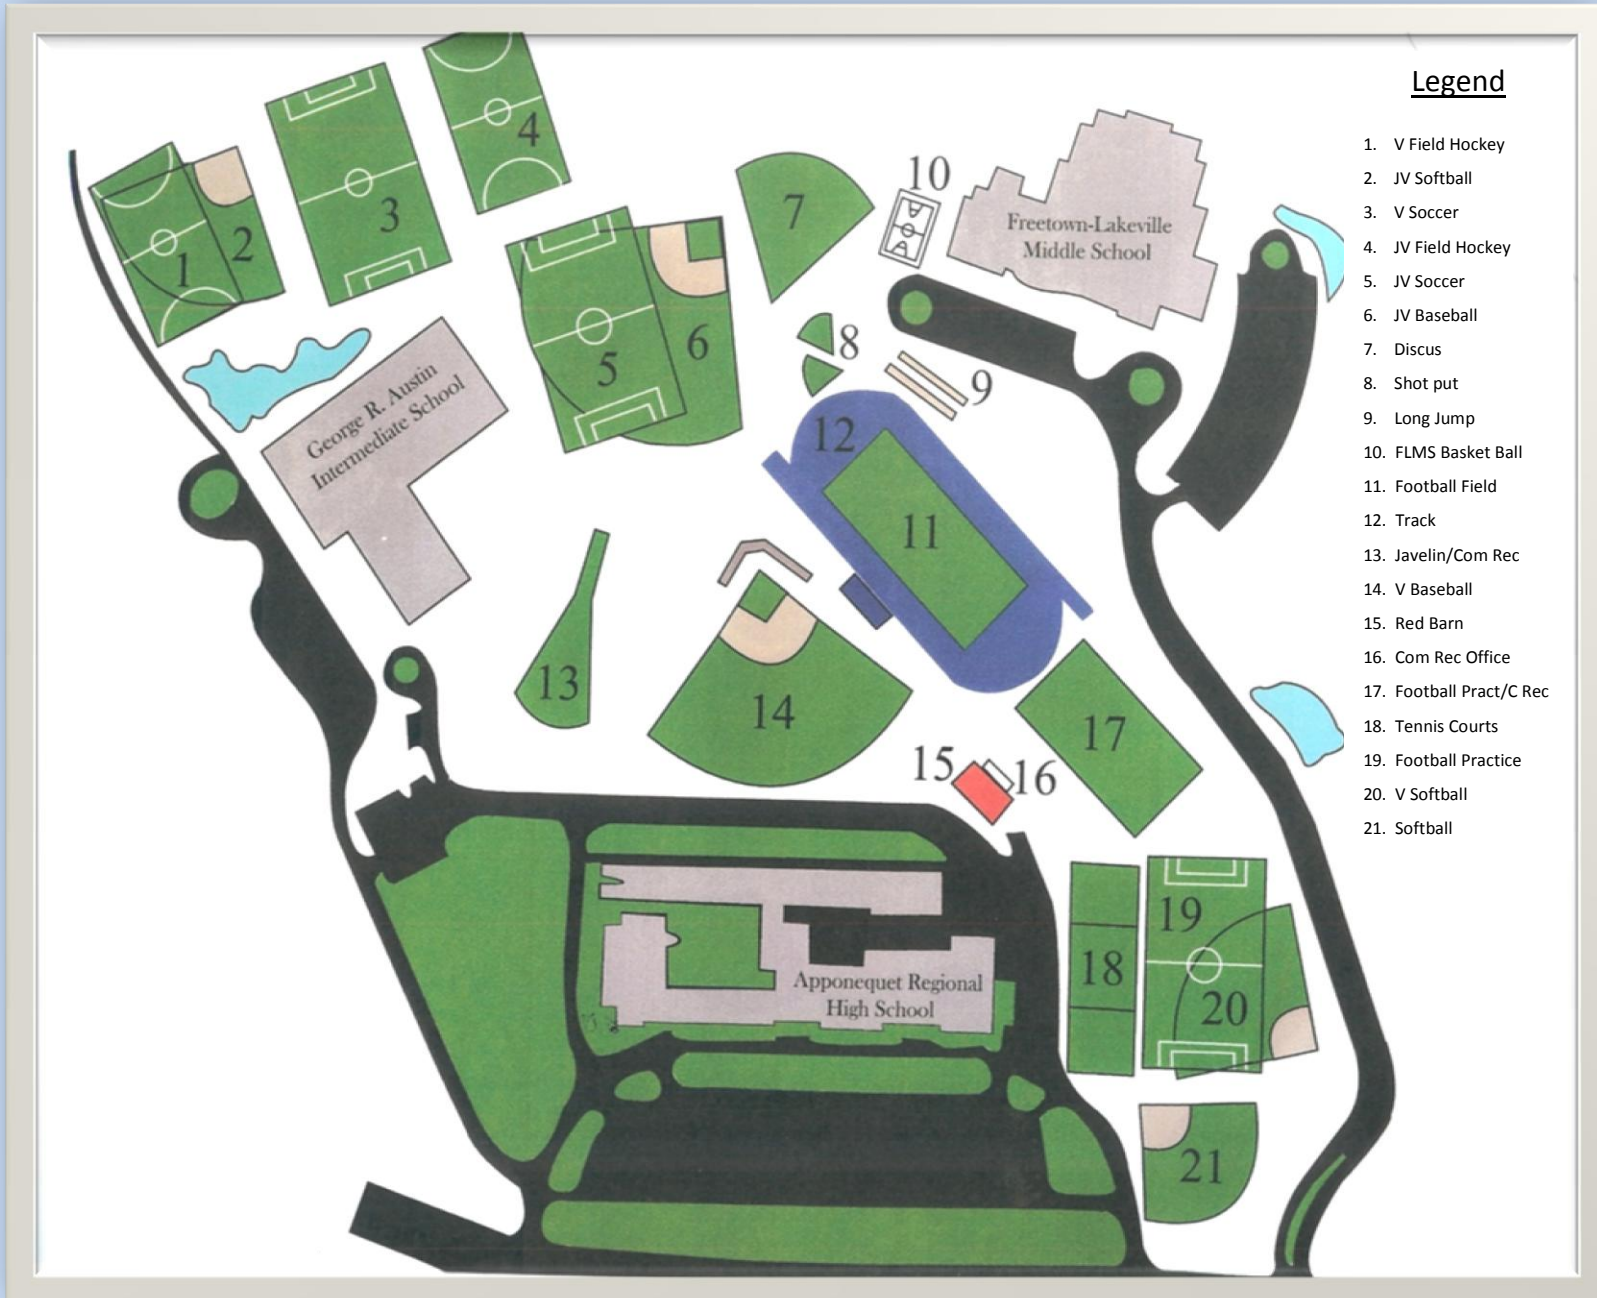 Legend
1. V Field Hockey
2. JV Softball
3. V Soccer
4. JV Field Hockey
5. JV Soccer
6. JV Baseball
7. Discus
8. Shot put
9. Long Jump
10. FLMS Basket Ball
11. Football Field
12. Track
13. Javelin/Com Rec
14. V Baseball
15. Red Barn
16. Com Rec Office
17. Football Pract/C Rec
18. Tennis Courts
19. Football Practice
20. V Softball
21. Softball
4
10
7
3
2
1
Freetown-Lakeville
Middle School
6
8
5
9
George R. Austin
Intermediate School
12
11
13
14
17
15
16
19
18
20
Apponequet Regional
High School
21